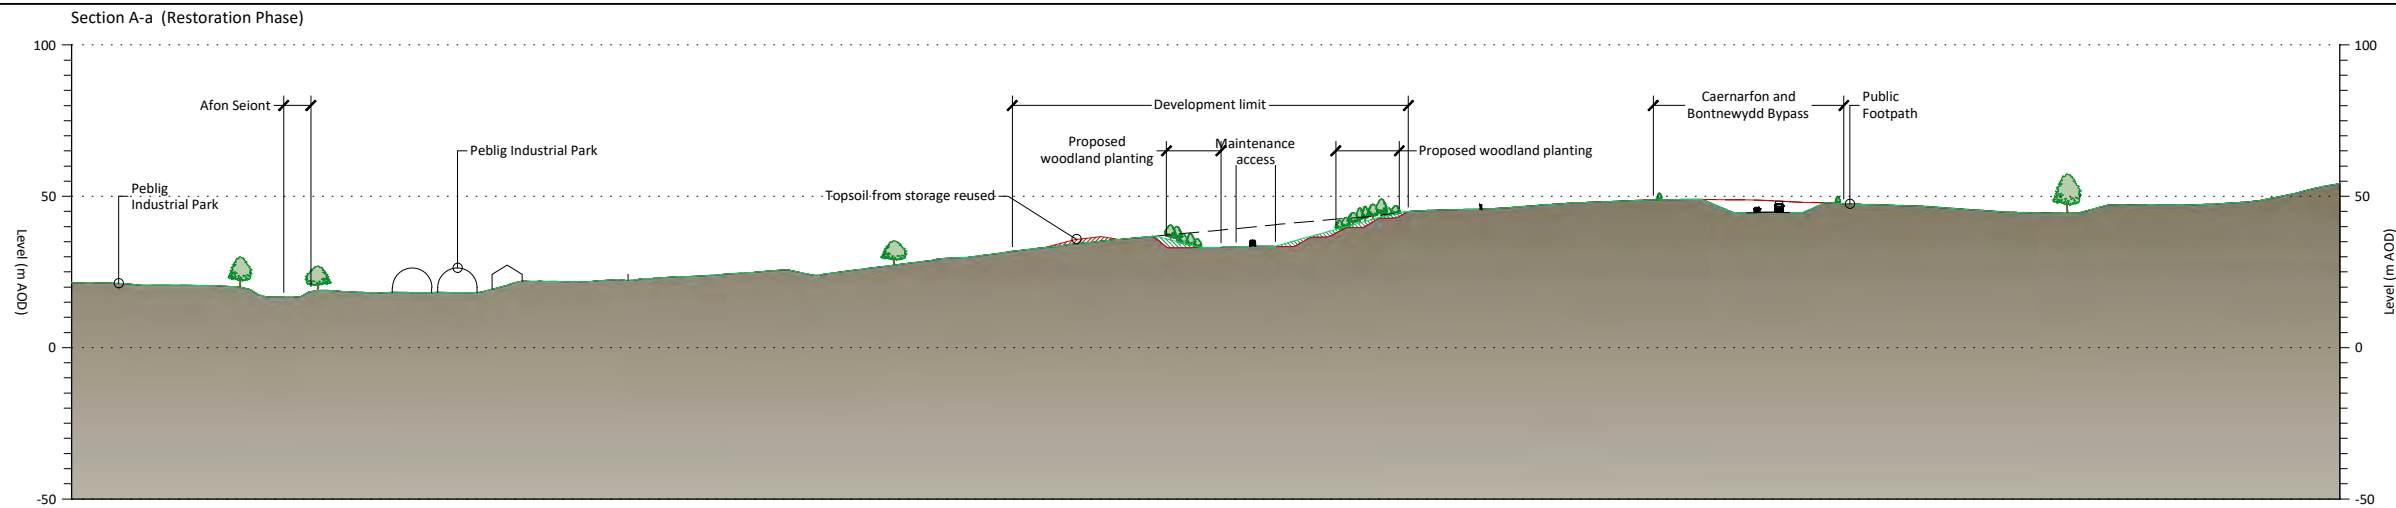 Section A-a (Restoration Phase)
100
100
Afon Seiont
Development limit
Caernarfon and
Bontnewydd Bypass
Public
Footpath
Peblig Industrial Park
Proposed
woodland planting
Maintenance
access
Proposed woodland planting
Peblig
Industrial Park
Topsoil from storage reused
50
50
Level (m AOD)
Level (m AOD)
0
0
-50
-50